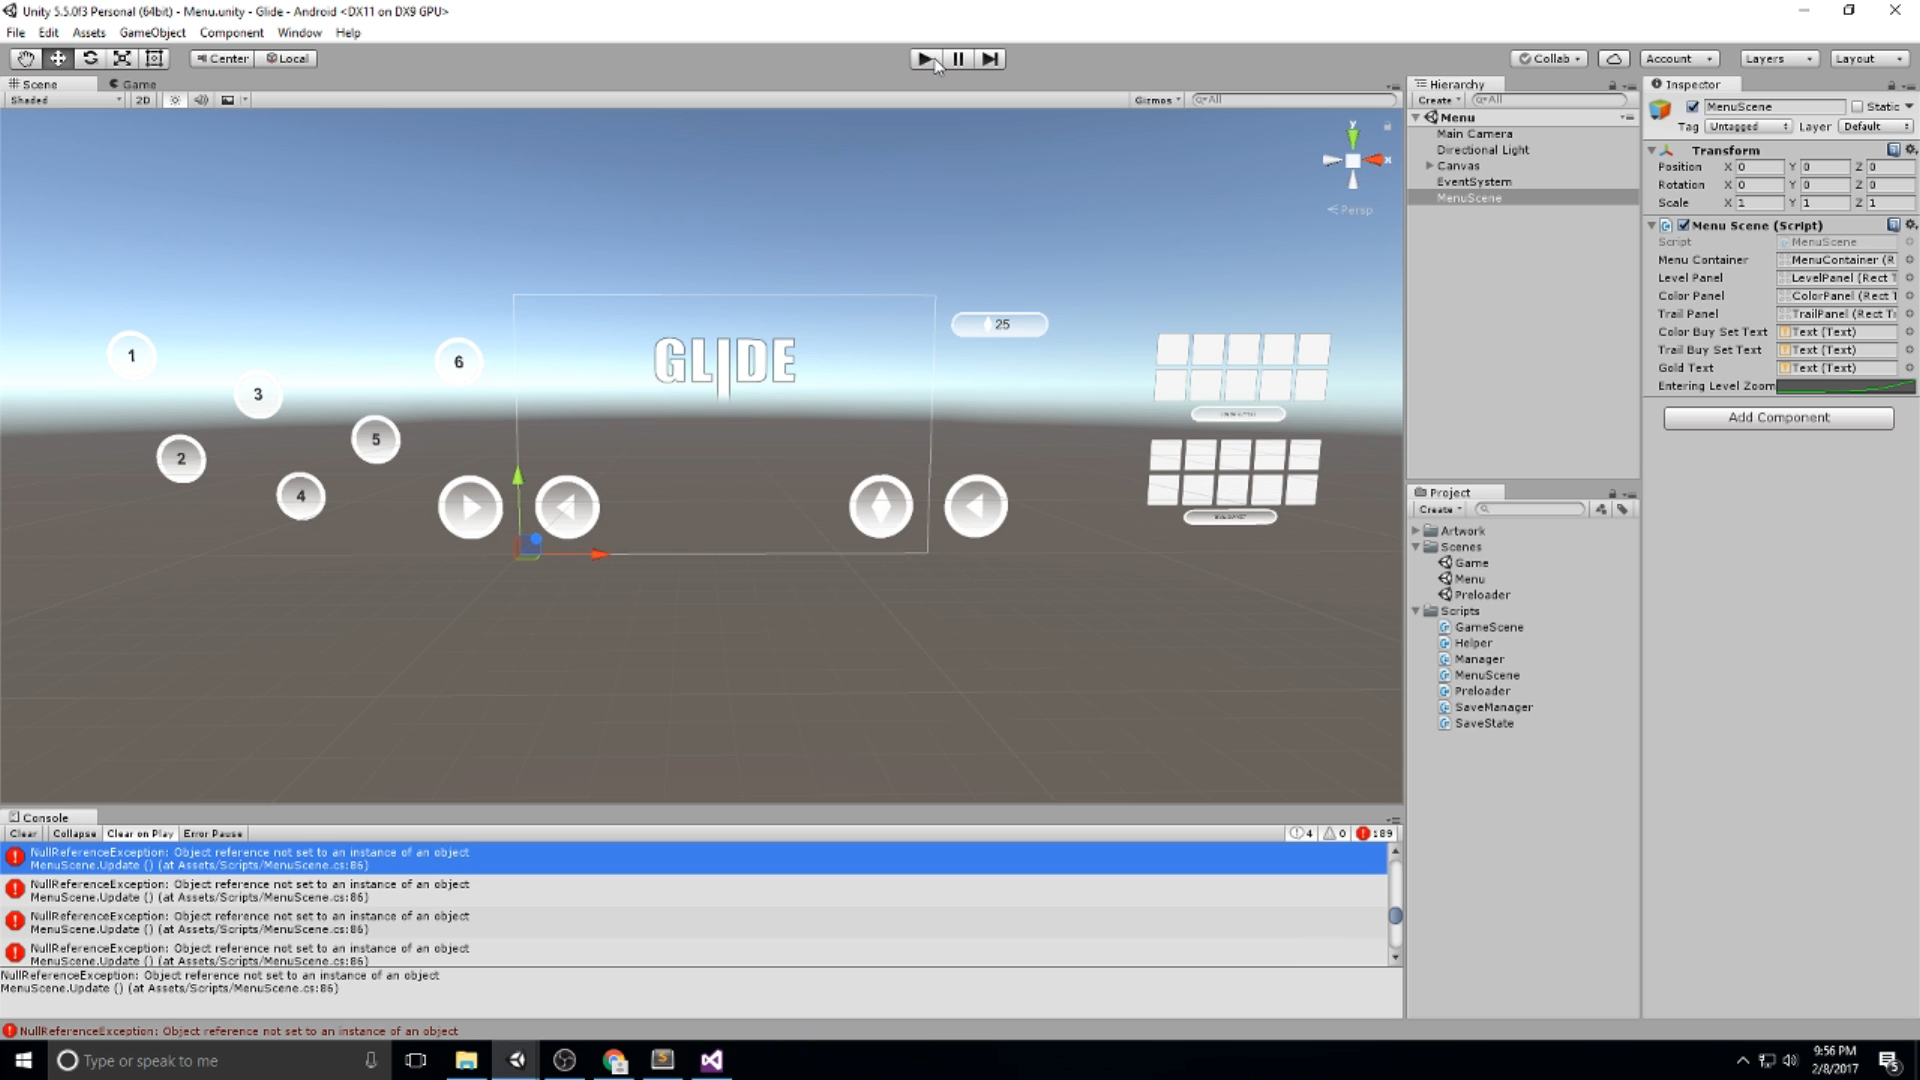 Unity 5.5.0f3 Personal (64bit) - Menu.unity - Glide - Android <DX11 on DX9 GPU>
File Edit Assets GameObject Component Window Help
Center Local
Collab Account Layers Layout
Scene Game
Shaded 2D
Gizmos All
Persp
1
2
3
4
5
6
GLIDE
25
Hierarchy
Create All
Menu
Main Camera
Directional Light
Canvas
EventSystem
MenuScene
Project
Create
Artwork
Scenes
Game
Menu
Preloader
Scripts
GameScene
Helper
Manager
MenuScene
Preloader
SaveManager
SaveState
Inspector
MenuScene Static
Tag Untagged Layer Default
Transform
Position X 0 Y 0 Z 0
Rotation X 0 Y 0 Z 0
Scale X 1 Y 1 Z 1
Menu Scene (Script)
Script MenuScene
Menu Container MenuContainer (R
Level Panel LevelPanel (Rect T
Color Panel ColorPanel (Rect T
Trail Panel TrailPanel (Rect Tr
Color Buy Set Text Text (Text)
Trail Buy Set Text Text (Text)
Gold Text Text (Text)
Entering Level Zoom
Add Component
Console
Clear Collapse Clear on Play Error Pause
4 0 189
NullReferenceException: Object reference not set to an instance of an object
MenuScene.Update () (at Assets/Scripts/MenuScene.cs:86)
NullReferenceException: Object reference not set to an instance of an object
MenuScene.Update () (at Assets/Scripts/MenuScene.cs:86)
NullReferenceException: Object reference not set to an instance of an object
MenuScene.Update () (at Assets/Scripts/MenuScene.cs:86)
NullReferenceException: Object reference not set to an instance of an object
MenuScene.Update () (at Assets/Scripts/MenuScene.cs:86)
NullReferenceException: Object reference not set to an instance of an object
MenuScene.Update () (at Assets/Scripts/MenuScene.cs:86)
NullReferenceException: Object reference not set to an instance of an object
Type or speak to me
9:56 PM
2/8/2017
5